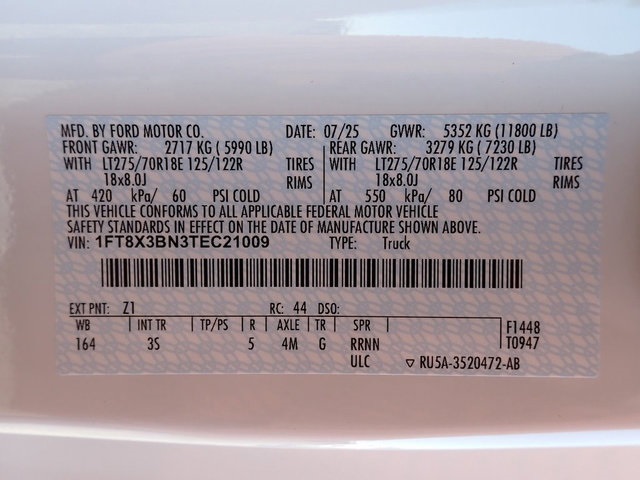 MFD. BY FORD MOTOR CO. DATE: 07/25 GVWR: 5352 KG (11800 LB)
FRONT GAWR: 2717 KG ( 5990 LB) REAR GAWR: 3279 KG ( 7230 LB)
WITH LT275/70R18E 125/122R TIRES WITH LT275/70R18E 125/122R TIRES
18x8.0J RIMS 18x8.0J RIMS
AT 420 kPa/ 60 PSI COLD AT 550 kPa/ 80 PSI COLD
THIS VEHICLE CONFORMS TO ALL APPLICABLE FEDERAL MOTOR VEHICLE
SAFETY STANDARDS IN EFFECT ON THE DATE OF MANUFACTURE SHOWN ABOVE.
VIN: 1FT8X3BN3TEC21009 TYPE: Truck
EXT PNT: Z1 RC: 44 DSO:
WB INT TR TP/PS R AXLE TR SPR F1448
164 3S 5 4M G RRNN T0947
ULC ▽ RU5A-3520472-AB